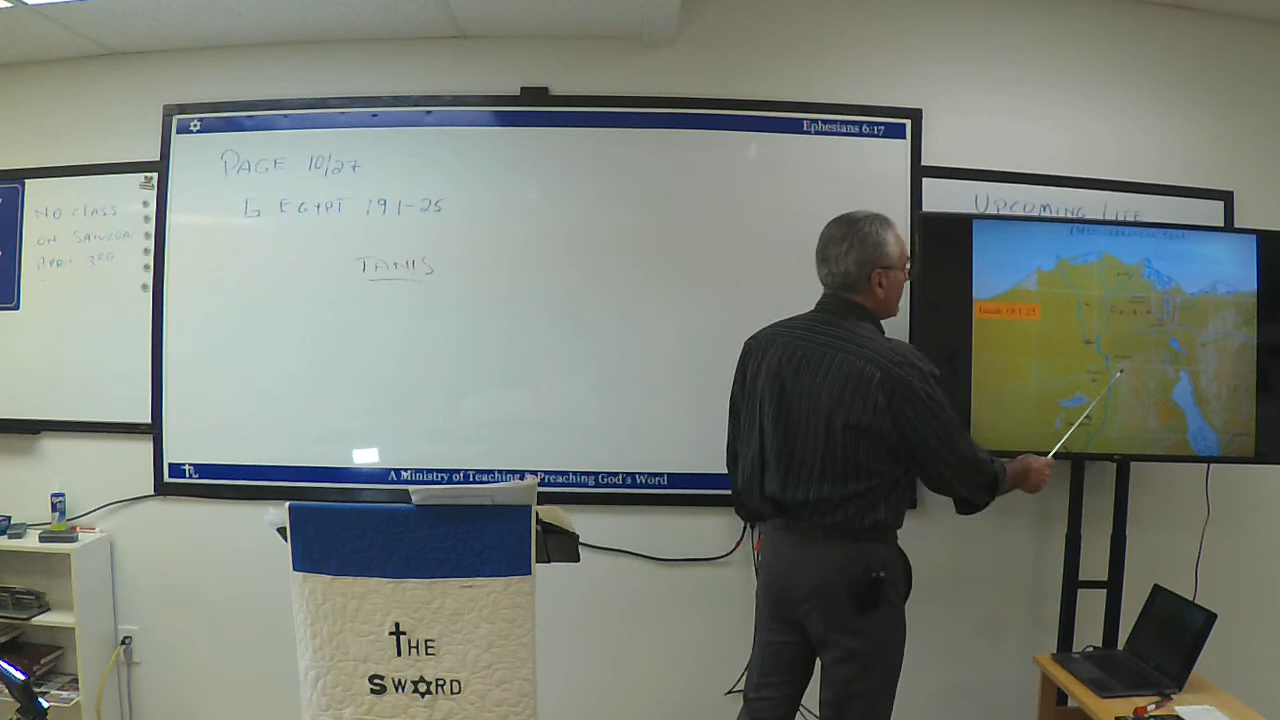 Ephesians 6:17
PAGE 10/27
G EGYPT 19 1-25
TANIS
NO CLASS
ON SATURDAY
APRIL 3RD
UPCOMING LIFE
(MEDITERRANEAN SEA)
Isaiah 19:1-25
A Ministry of Teaching & Preaching God's Word
THE
SWORD